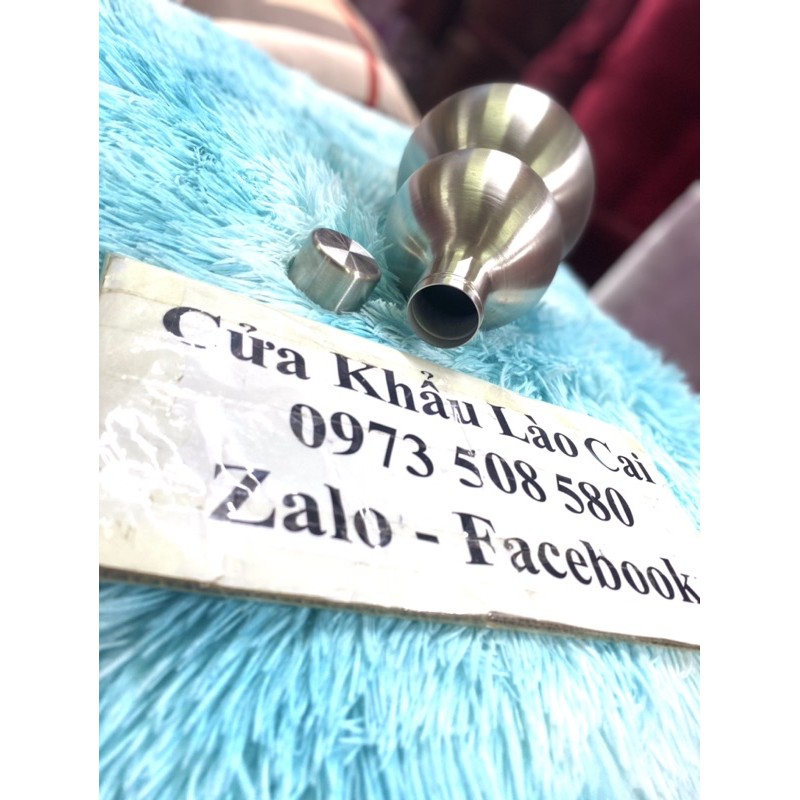 Cửa Khẩu Lào Cai
0973 508 580
Zalo - Facebook